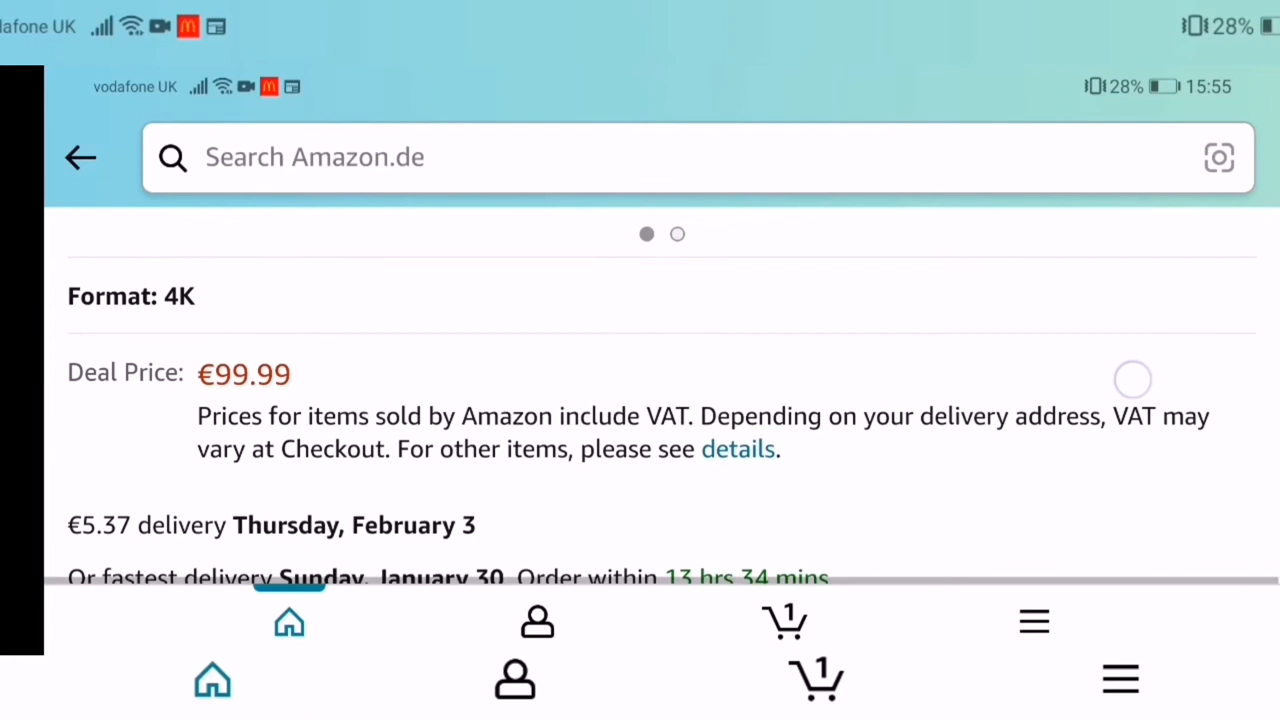 afone UK
28%
vodafone UK
28% 15:55
Search Amazon.de
Format: 4K
Deal Price: €99.99
Prices for items sold by Amazon include VAT. Depending on your delivery address, VAT may
vary at Checkout. For other items, please see details.
€5.37 delivery Thursday, February 3
Or fastest delivery Sunday, January 30. Order within 13 hrs 34 mins
1
1